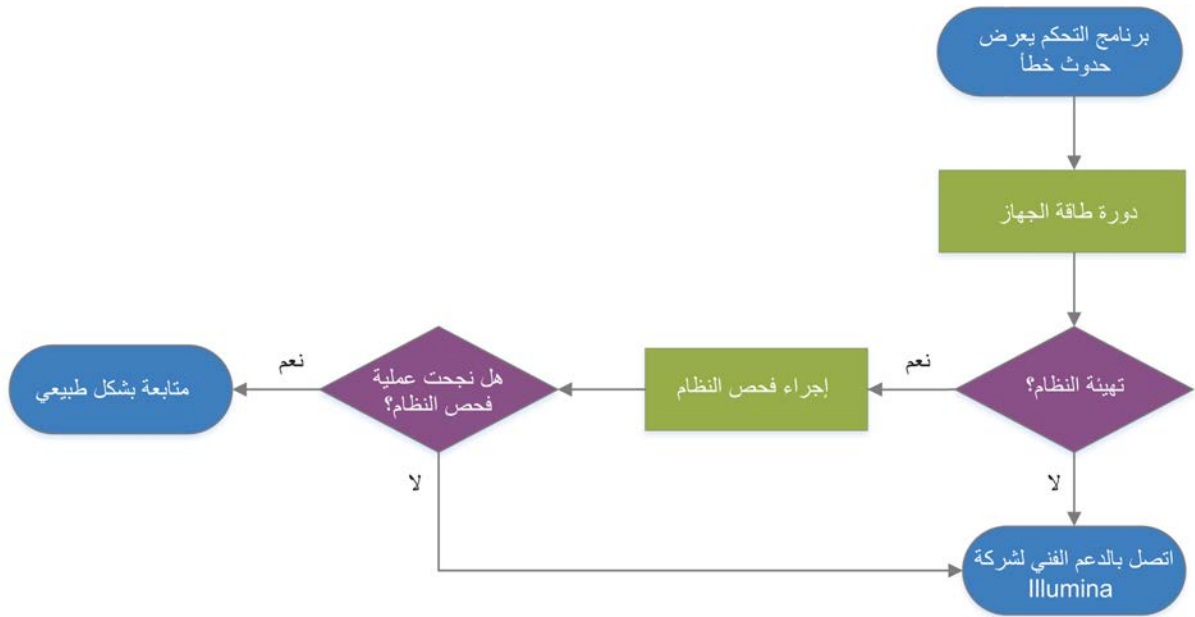 برنامج التحكم يعرض
حدوث خطأ
دورة طاقة الجهاز
تهيئة النظام؟
نعم
إجراء فحص النظام
هل نجحت عملية
فحص النظام؟
نعم
متابعة بشكل طبيعي
لا
لا
اتصل بالدعم الفني لشركة
Illumina